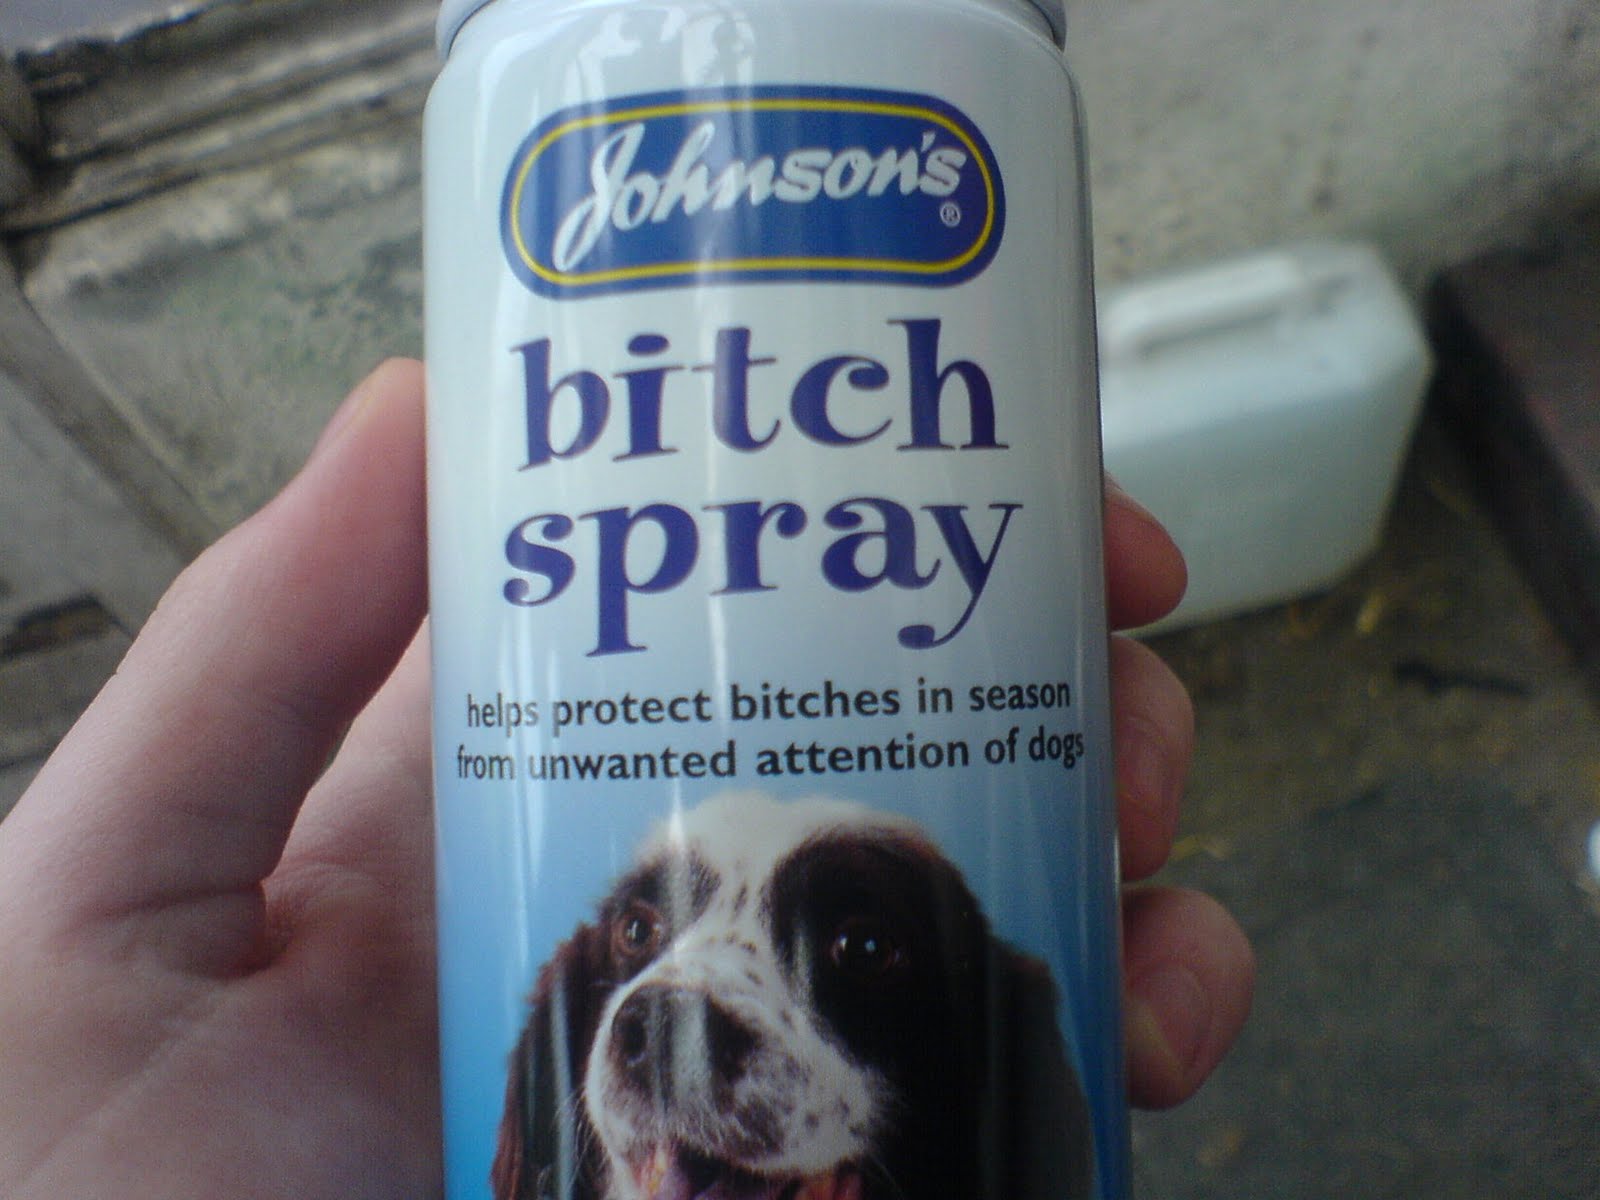 Johnson's®
bitch
spray
helps protect bitches in season
from unwanted attention of dogs